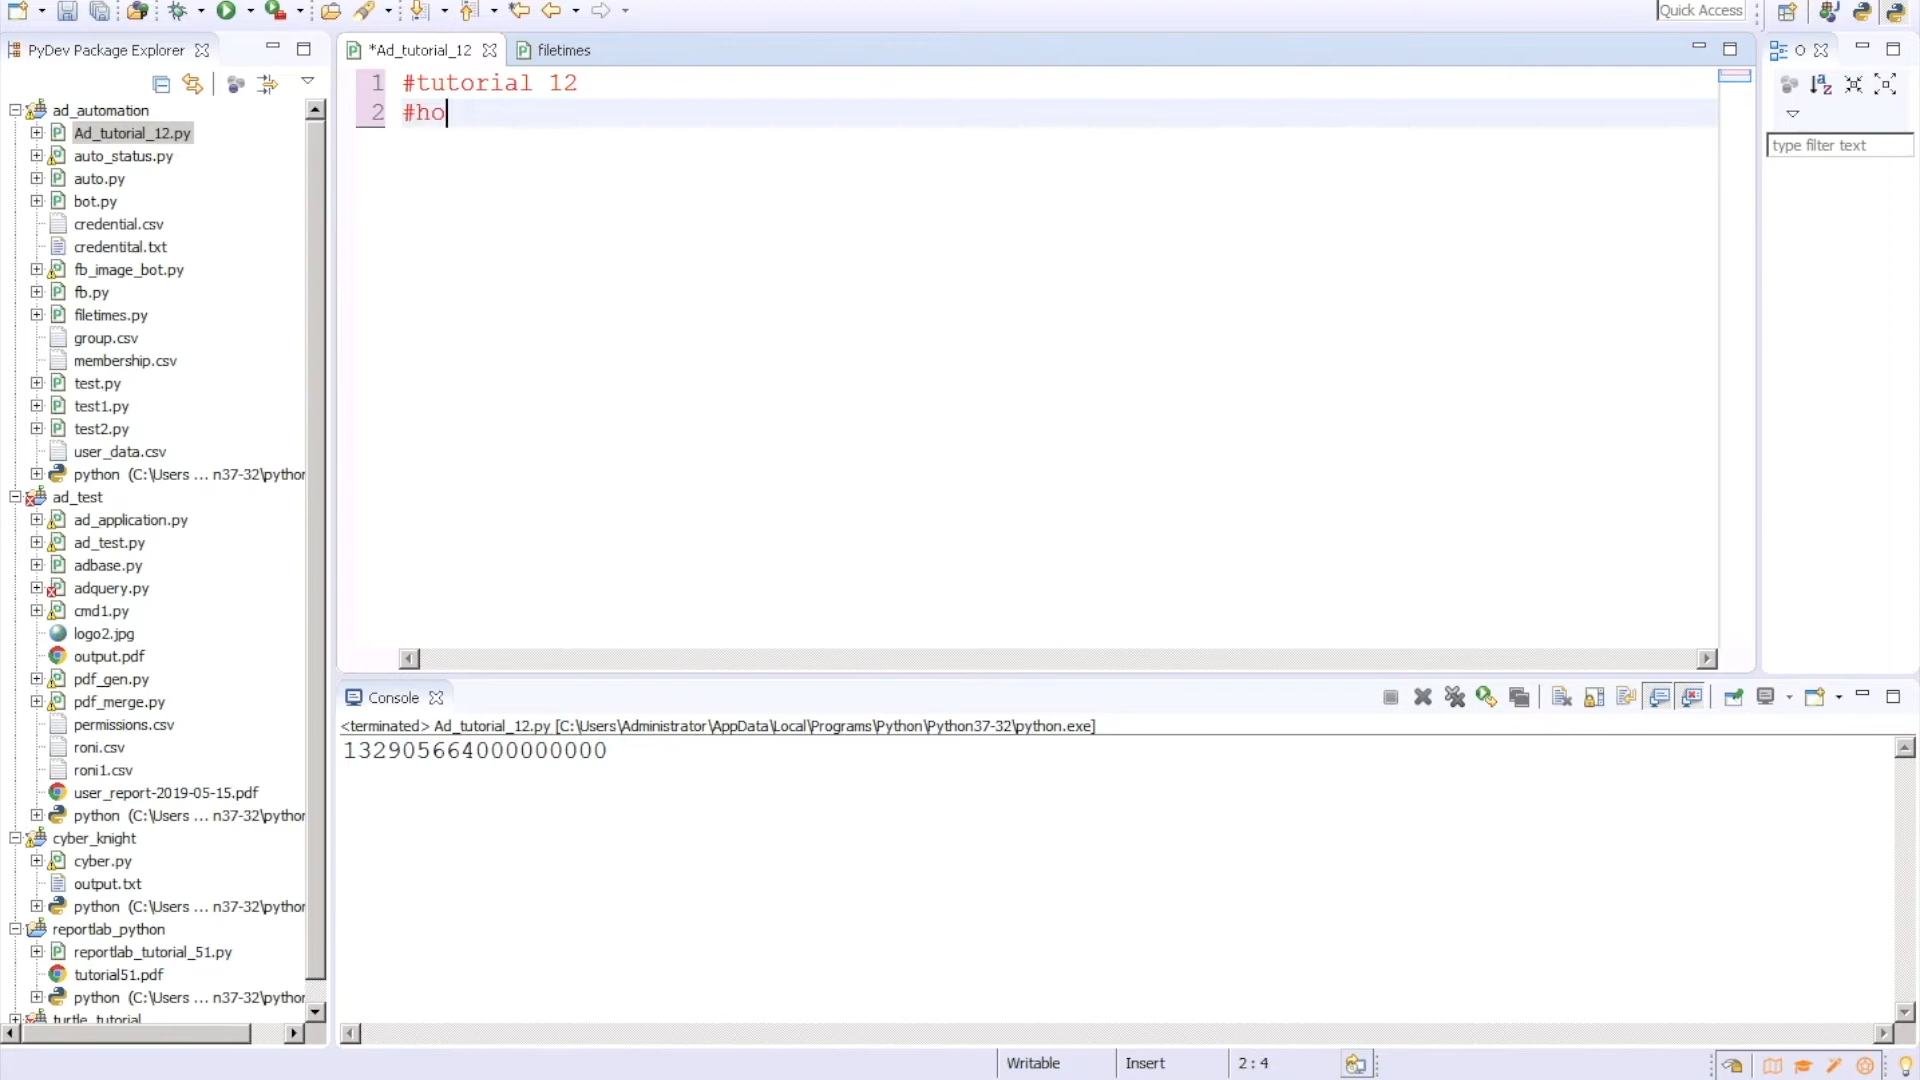 Quick Access
PyDev Package Explorer
*Ad_tutorial_12
filetimes
1 #tutorial 12
2 #ho
type filter text
ad_automation
Ad_tutorial_12.py
auto_status.py
auto.py
bot.py
credential.csv
credentital.txt
fb_image_bot.py
fb.py
filetimes.py
group.csv
membership.csv
test.py
test1.py
test2.py
user_data.csv
python (C:\Users ... n37-32\python
ad_test
ad_application.py
ad_test.py
adbase.py
adquery.py
cmd1.py
logo2.jpg
output.pdf
pdf_gen.py
pdf_merge.py
permissions.csv
roni.csv
roni1.csv
user_report-2019-05-15.pdf
python (C:\Users ... n37-32\python
cyber_knight
cyber.py
output.txt
python (C:\Users ... n37-32\python
reportlab_python
reportlab_tutorial_51.py
tutorial51.pdf
python (C:\Users ... n37-32\python
turtle_tutorial
Console
<terminated> Ad_tutorial_12.py [C:\Users\Administrator\AppData\Local\Programs\Python\Python37-32\python.exe]
132905664000000000
Writable
Insert
2 : 4